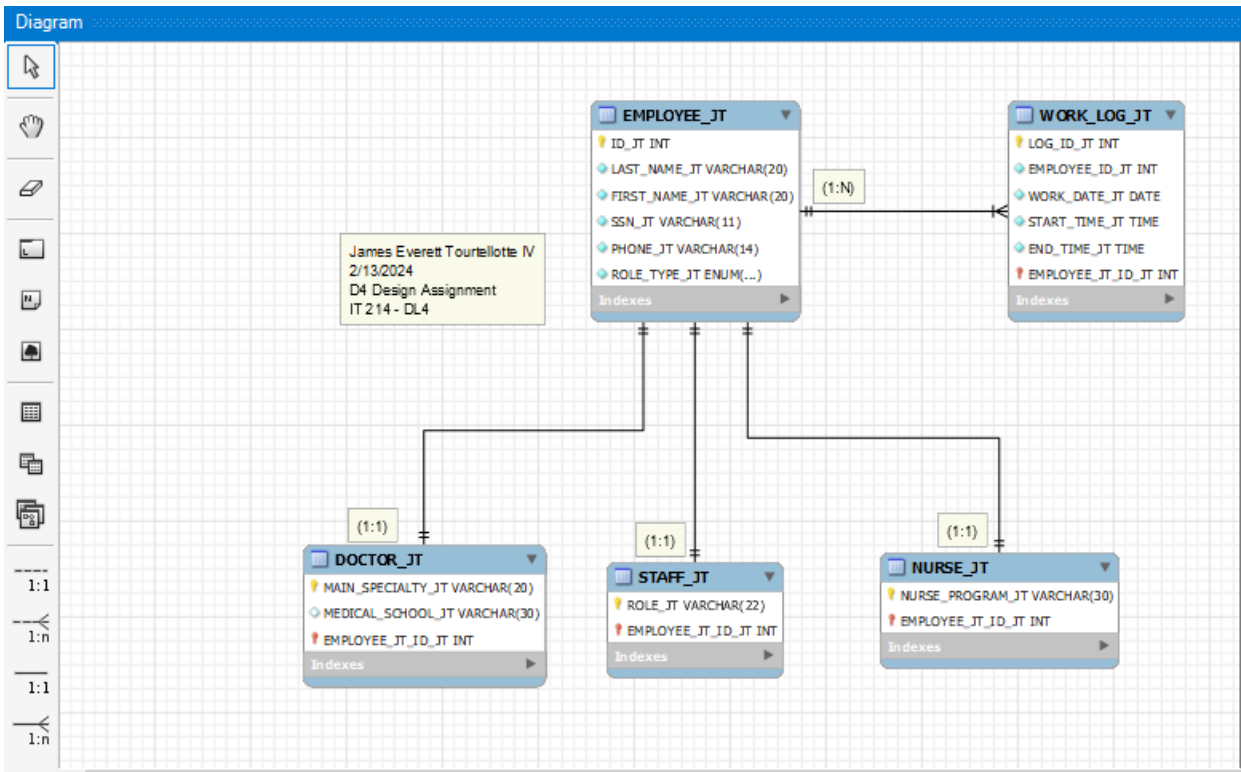 Diagram
EMPLOYEE_JT
ID_JT INT
LAST_NAME_JT VARCHAR(20)
FIRST_NAME_JT VARCHAR(20)
SSN_JT VARCHAR(11)
PHONE_JT VARCHAR(14)
ROLE_TYPE_JT ENUM(...)
Indexes
(1:N)
WORK_LOG_JT
LOG_ID_JT INT
EMPLOYEE_ID_JT INT
WORK_DATE_JT DATE
START_TIME_JT TIME
END_TIME_JT TIME
EMPLOYEE_JT_ID_JT INT
Indexes
James Everett Tourtellotte IV
2/13/2024
D4 Design Assignment
IT 214 - DL4
(1:1)
DOCTOR_JT
MAIN_SPECIALTY_JT VARCHAR(20)
MEDICAL_SCHOOL_JT VARCHAR(30)
EMPLOYEE_JT_ID_JT INT
Indexes
(1:1)
STAFF_JT
ROLE_JT VARCHAR(22)
EMPLOYEE_JT_ID_JT INT
Indexes
(1:1)
NURSE_JT
NURSE_PROGRAM_JT VARCHAR(30)
EMPLOYEE_JT_ID_JT INT
Indexes
1:1
1:n
1:1
1:n